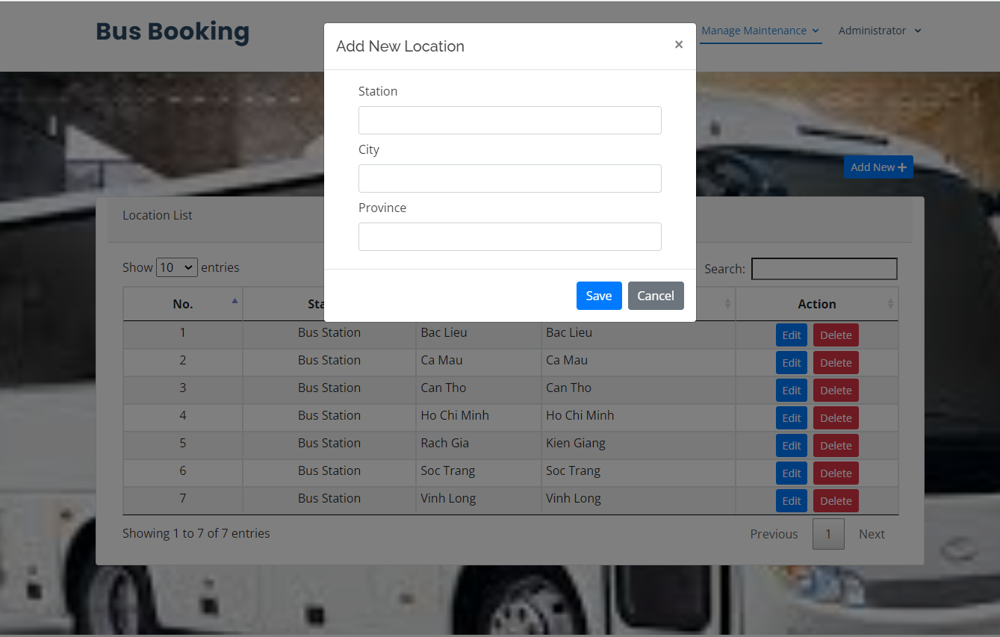 Bus Booking
Manage Maintenance
Administrator
Add New Location
×
Station
City
Province
Save Cancel
Add New
Location List
Show 10 entries
Search:
No. Sta Action
1 Bus Station Bac Lieu Bac Lieu Edit Delete
2 Bus Station Ca Mau Ca Mau Edit Delete
3 Bus Station Can Tho Can Tho Edit Delete
4 Bus Station Ho Chi Minh Ho Chi Minh Edit Delete
5 Bus Station Rach Gia Kien Giang Edit Delete
6 Bus Station Soc Trang Soc Trang Edit Delete
7 Bus Station Vinh Long Vinh Long Edit Delete
Showing 1 to 7 of 7 entries
Previous 1 Next